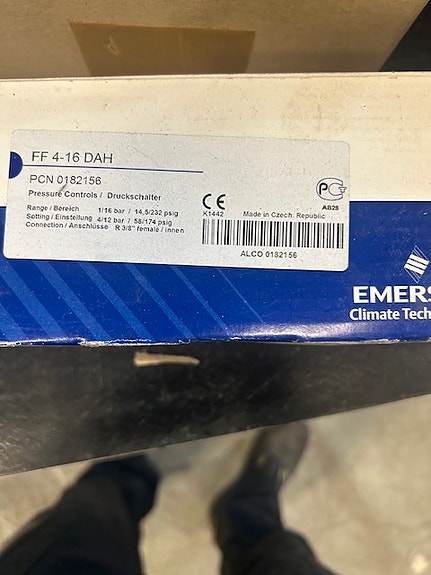 FF 4-16 DAH
PCN 0182156
Pressure Controls / Druckschalter
Range / Bereich 1/16 bar / 14,5/232 psig
Setting / Einstellung 4/12 bar / 58/174 psig
Connection / Anschlüsse R 3/8" female / innen
CE
K1442
Made in Czech. Republic
ALCO 0182156
PC
AB28
EMERS
Climate Tech